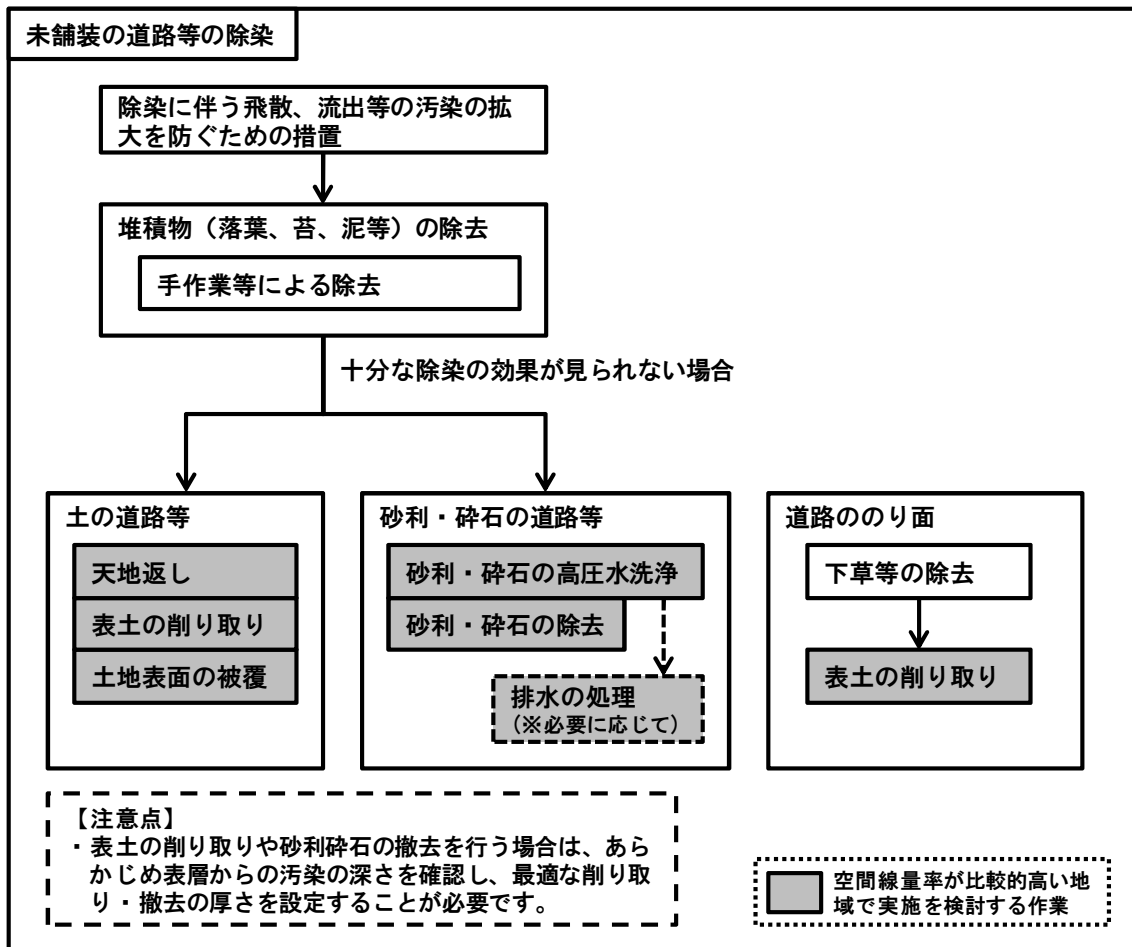 未舗装の道路等の除染
除染に伴う飛散、流出等の汚染の拡
大を防ぐための措置
堆積物（落葉、苔、泥等）の除去
手作業等による除去
十分な除染の効果が見られない場合
土の道路等
天地返し
表土の削り取り
土地表面の被覆
砂利・砕石の道路等
砂利・砕石の高圧水洗浄
砂利・砕石の除去
排水の処理
（※必要に応じて）
道路ののり面
下草等の除去
表土の削り取り
【注意点】
・表土の削り取りや砂利砕石の撤去を行う場合は、あら
かじめ表層からの汚染の深さを確認し、最適な削り取
り・撤去の厚さを設定することが必要です。
空間線量率が比較的高い地
域で実施を検討する作業